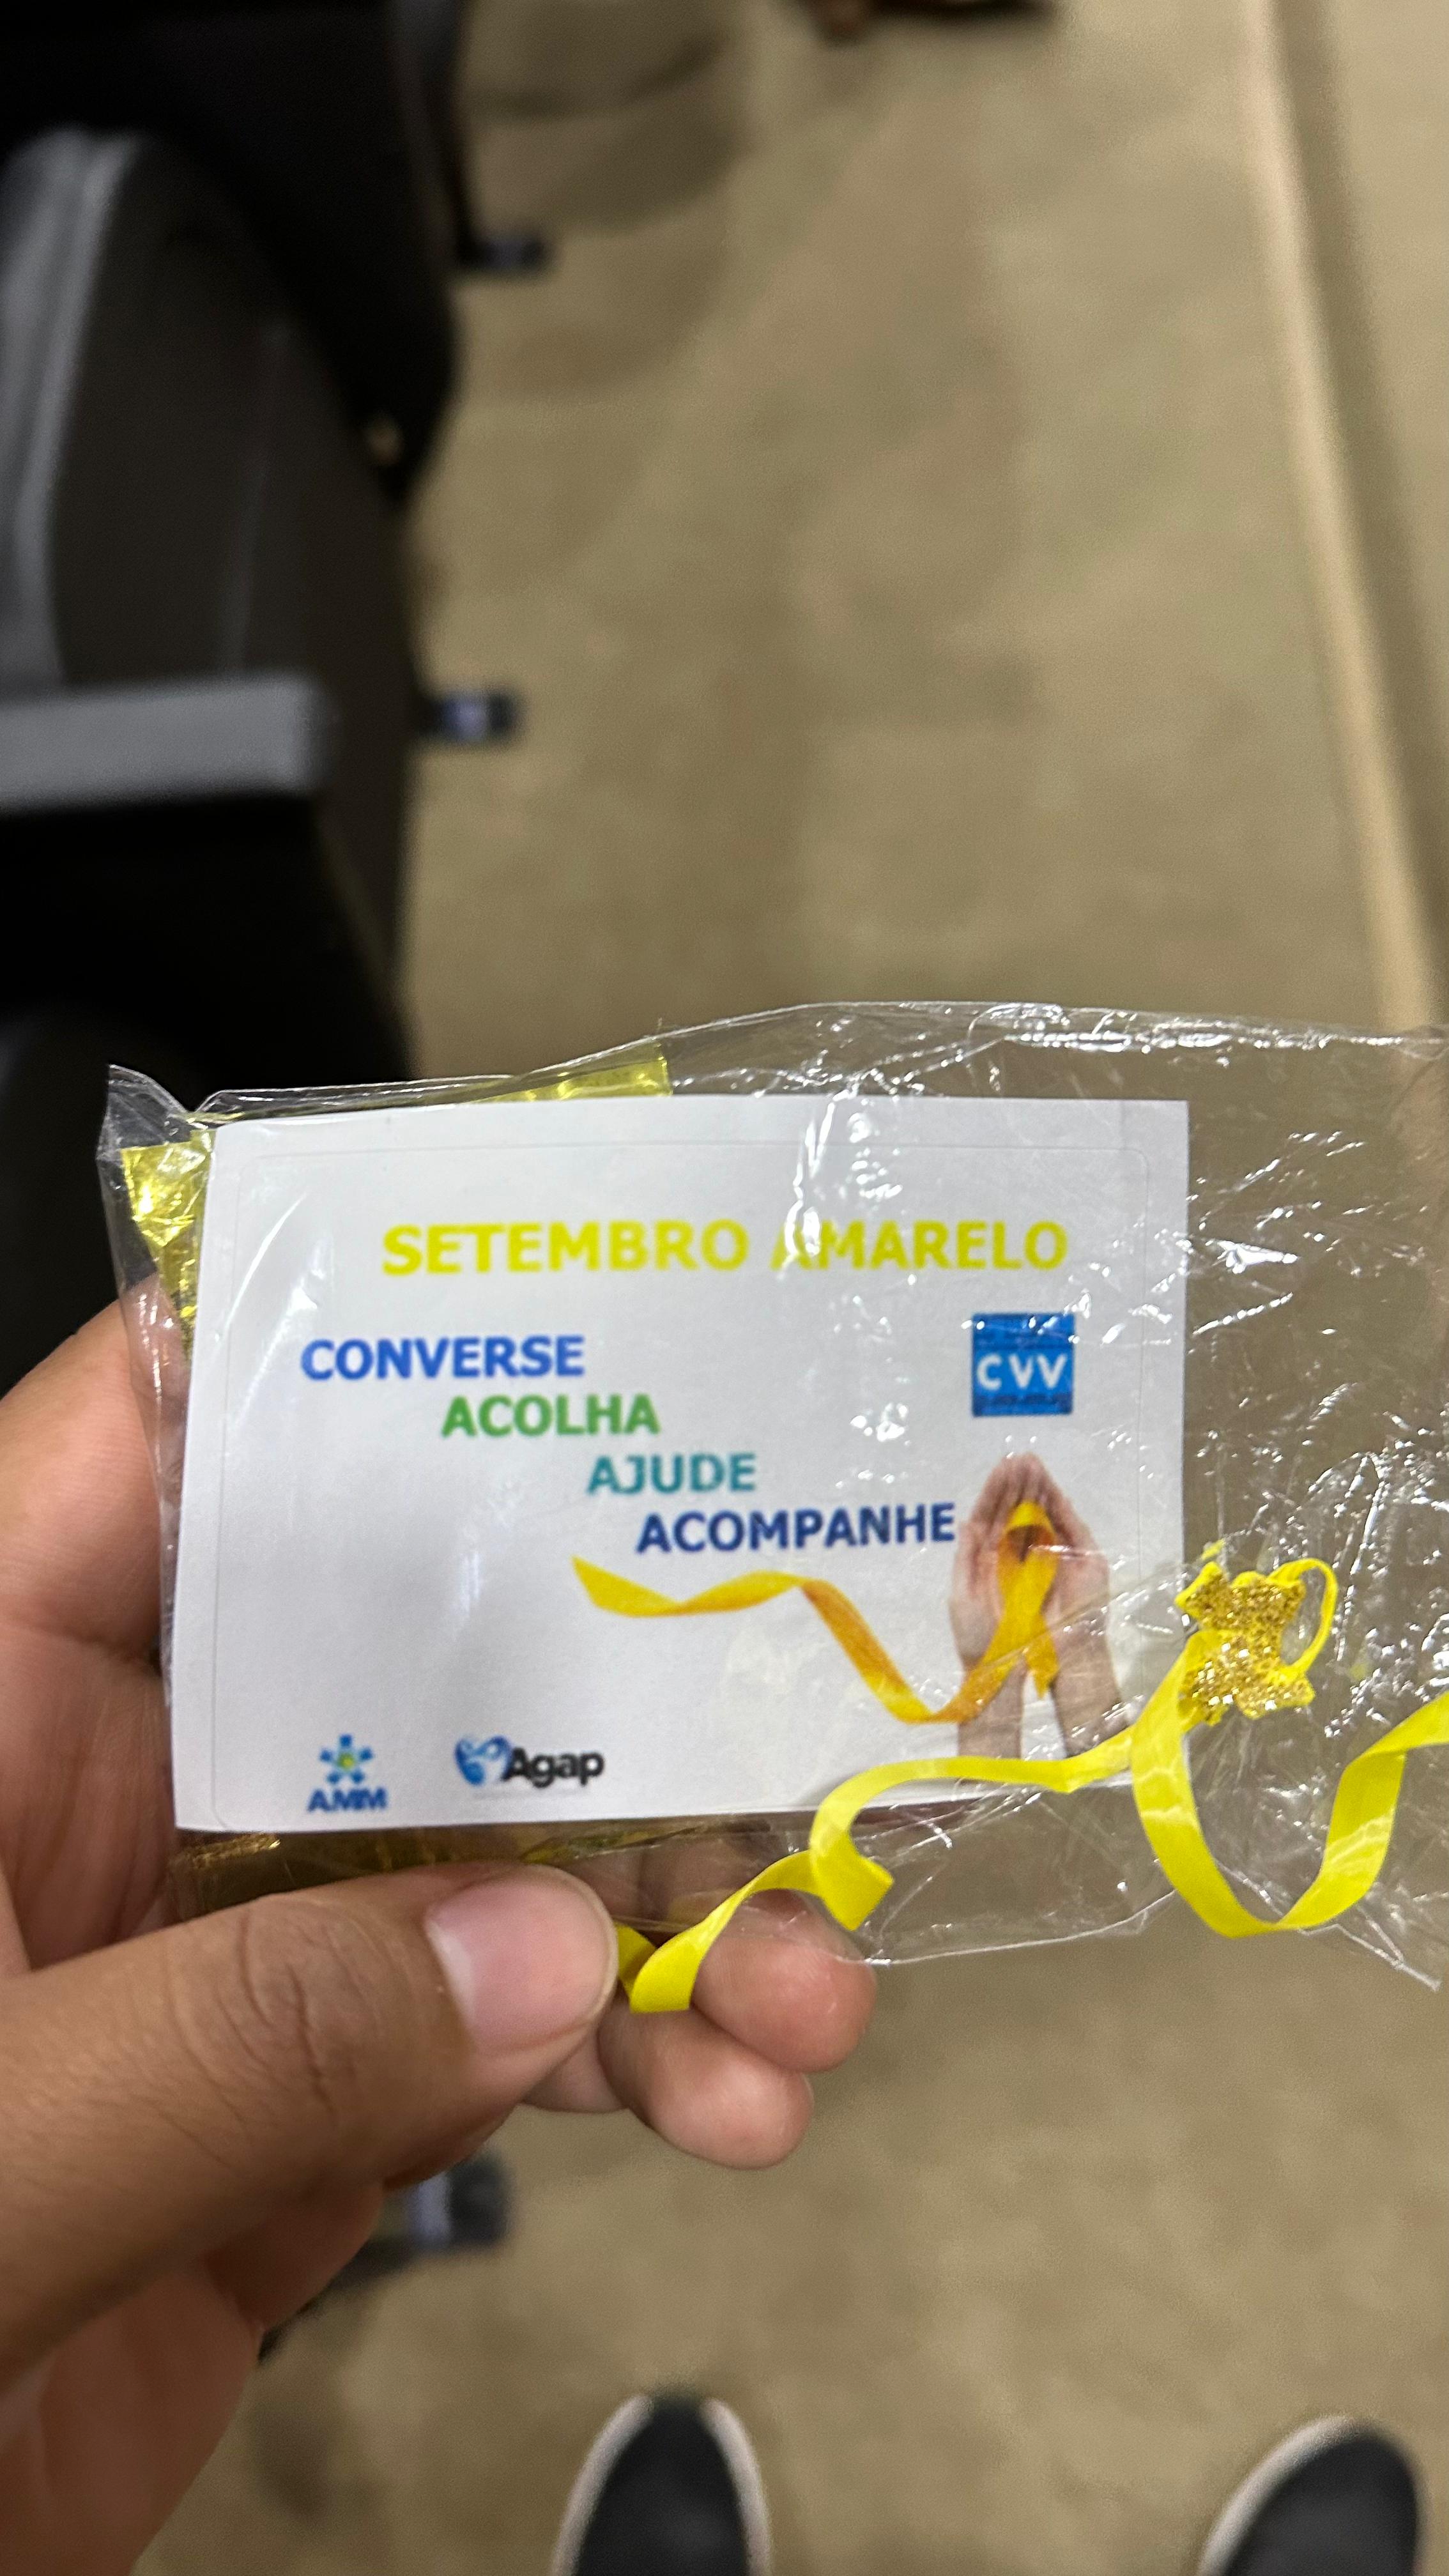 SETEMBRO AMARELO
CONVERSE
CVV
ACOLHA
AJUDE
ACOMPANHE
AMM
Agap